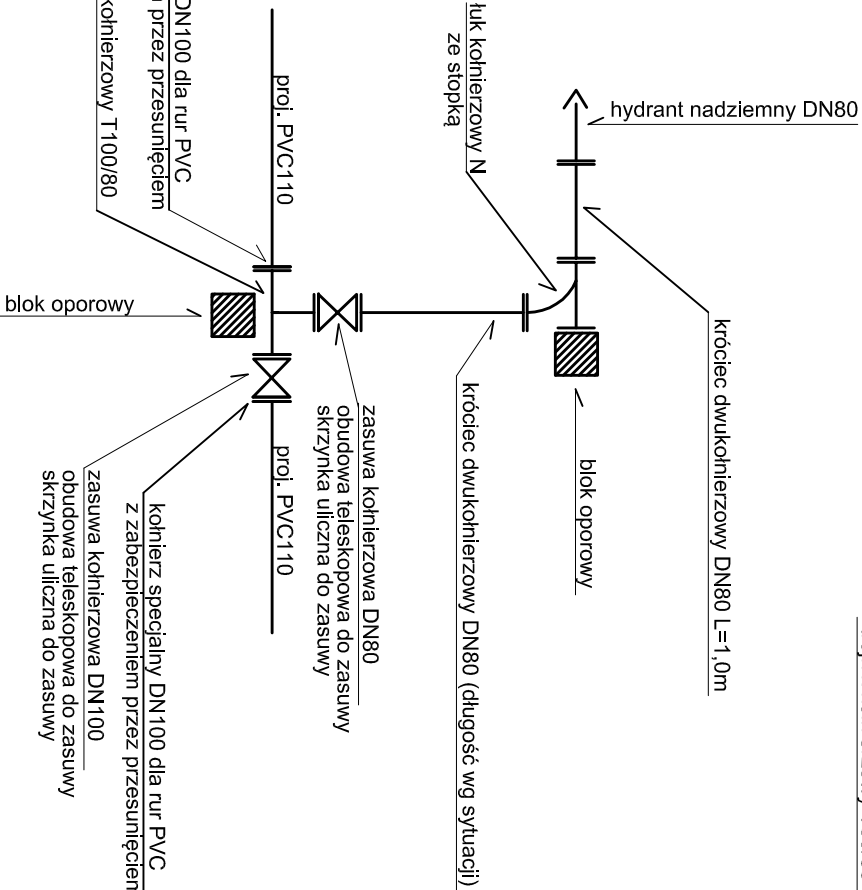 hydrant nadziemny DN80
łuk kołnierzowy N
ze stopką
DN100 dla rur PVC
przez przesunięciem
kołnierzowy T100/80
proj. PVC110
blok oporowy
króciec dwukołnierzowy DN80 L=1,0m
blok oporowy
króciec dwukołnierzowy DN80 (długość wg sytuacji)
zasuwa kołnierzowa DN80
obudowa teleskopowa do zasuwy
skrzynka uliczna do zasuwy
proj. PVC110
kołnierz specjalny DN100 dla rur PVC
z zabezpieczeniem przez przesunięciem
zasuwa kołnierzowa DN100
obudowa teleskopowa do zasuwy
skrzynka uliczna do zasuwy